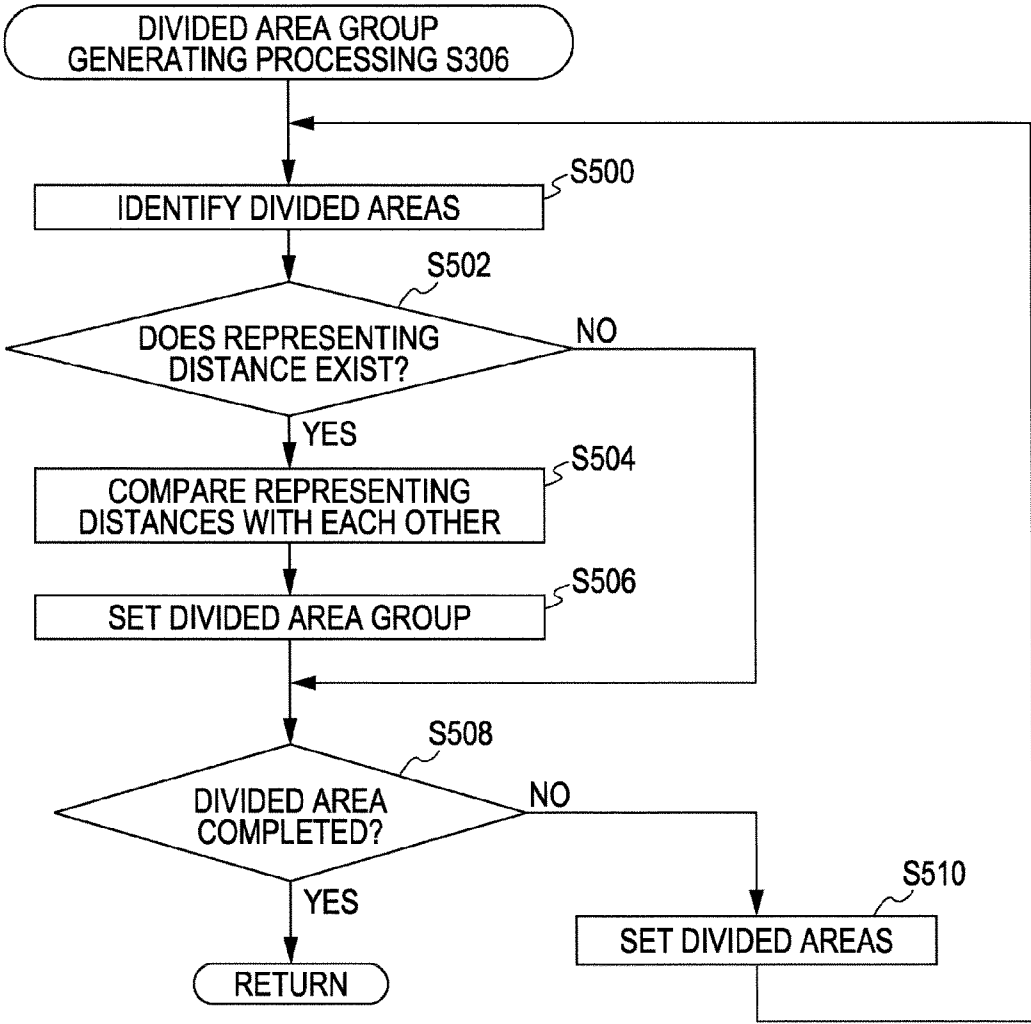 DIVIDED AREA GROUP
GENERATING PROCESSING S306
S500
IDENTIFY DIVIDED AREAS
S502
DOES REPRESENTING
DISTANCE EXIST?
NO
YES
S504
COMPARE REPRESENTING
DISTANCES WITH EACH OTHER
S506
SET DIVIDED AREA GROUP
S508
DIVIDED AREA
COMPLETED?
NO
YES
S510
SET DIVIDED AREAS
RETURN